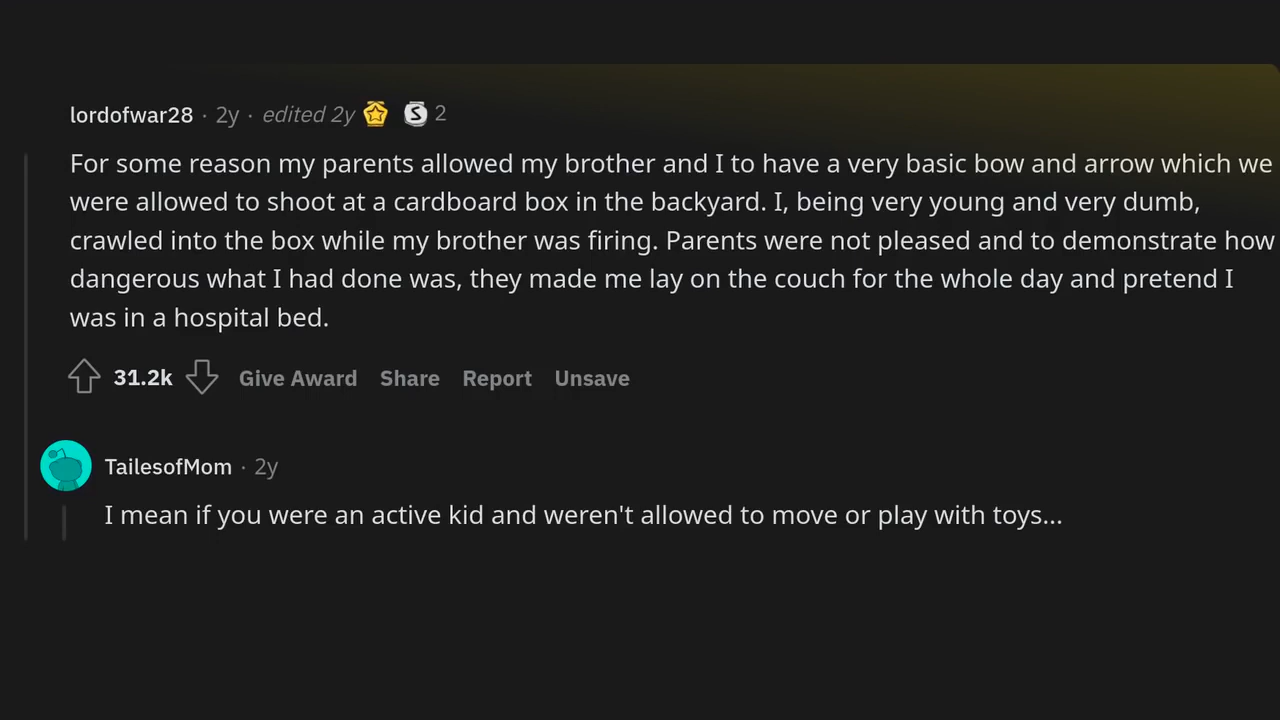 lordofwar28 · 2y · edited 2y 2
For some reason my parents allowed my brother and I to have a very basic bow and arrow which we
were allowed to shoot at a cardboard box in the backyard. I, being very young and very dumb,
crawled into the box while my brother was firing. Parents were not pleased and to demonstrate how
dangerous what I had done was, they made me lay on the couch for the whole day and pretend I
was in a hospital bed.
31.2k Give Award Share Report Unsave
TailesofMom · 2y
I mean if you were an active kid and weren't allowed to move or play with toys...